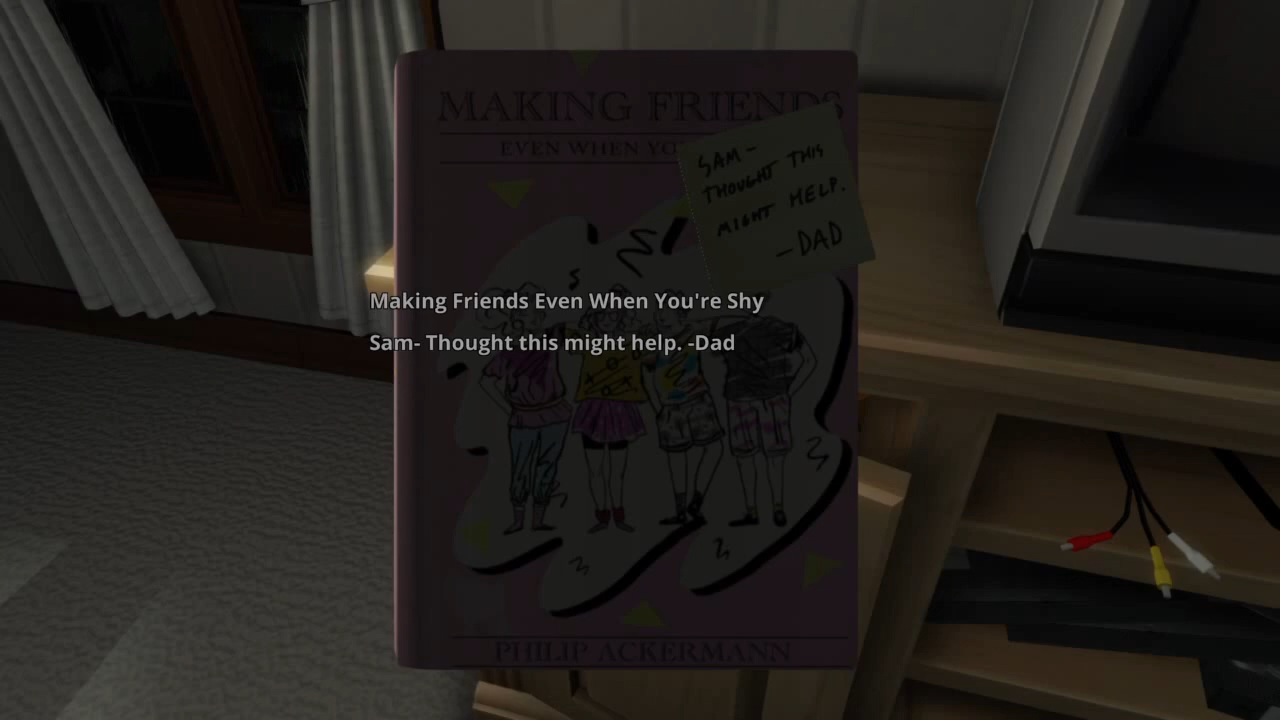 MAKING FRIENDS
EVEN WHEN YO
SAM-
THOUGHT THIS
MIGHT HELP.
-DAD
Making Friends Even When You're Shy
Sam- Thought this might help. -Dad
PHILIP ACKERMANN